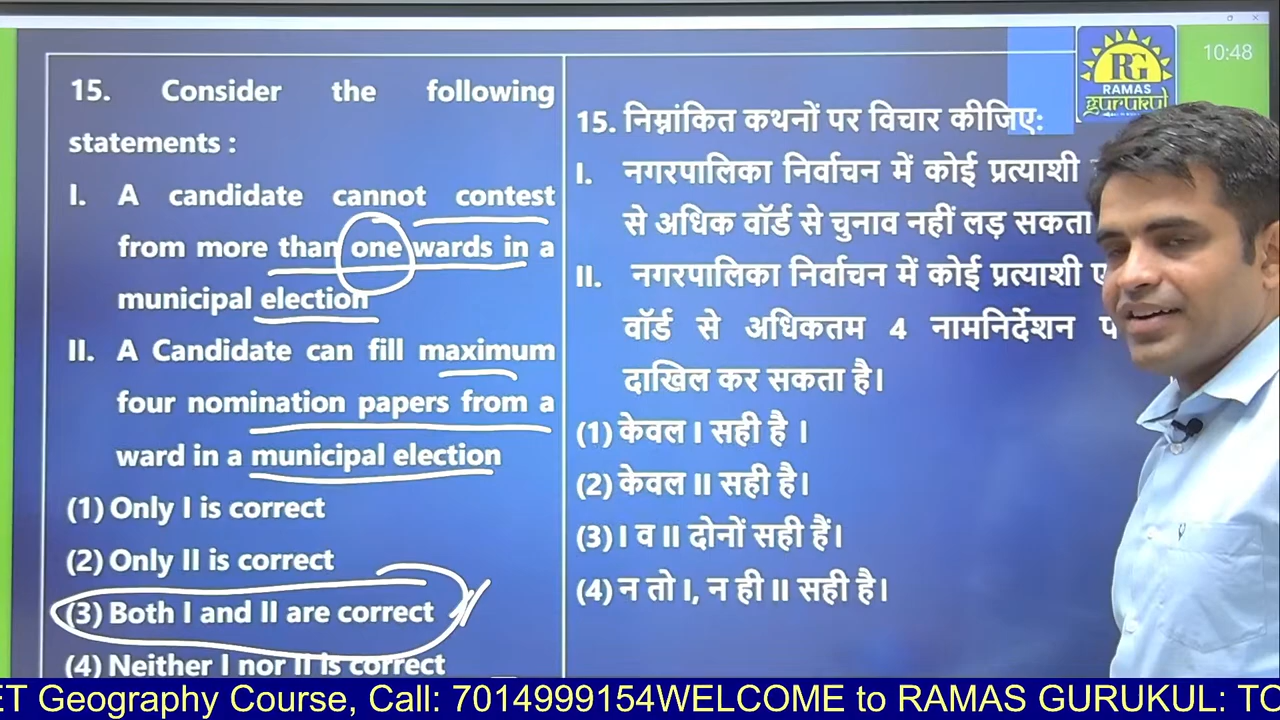 10:48
RG
RAMAS
gurukul
15. Consider the following
statements :
I. A candidate cannot contest
from more than one wards in a
municipal election
II. A Candidate can fill maximum
four nomination papers from a
ward in a municipal election
(1) Only I is correct
(2) Only II is correct
(3) Both I and II are correct
(4) Neither I nor II is correct
15. निम्नांकित कथनों पर विचार कीजिए:
I. नगरपालिका निर्वाचन में कोई प्रत्याशी
से अधिक वॉर्ड से चुनाव नहीं लड़ सकता
II. नगरपालिका निर्वाचन में कोई प्रत्याशी
वॉर्ड से अधिकतम 4 नामनिर्देशन
दाखिल कर सकता है।
(1) केवल I सही है ।
(2) केवल II सही है।
(3) I व II दोनों सही हैं।
(4) न तो I, न ही II सही है।
ET Geography Course, Call: 7014999154WELCOME to RAMAS GURUKUL: TO